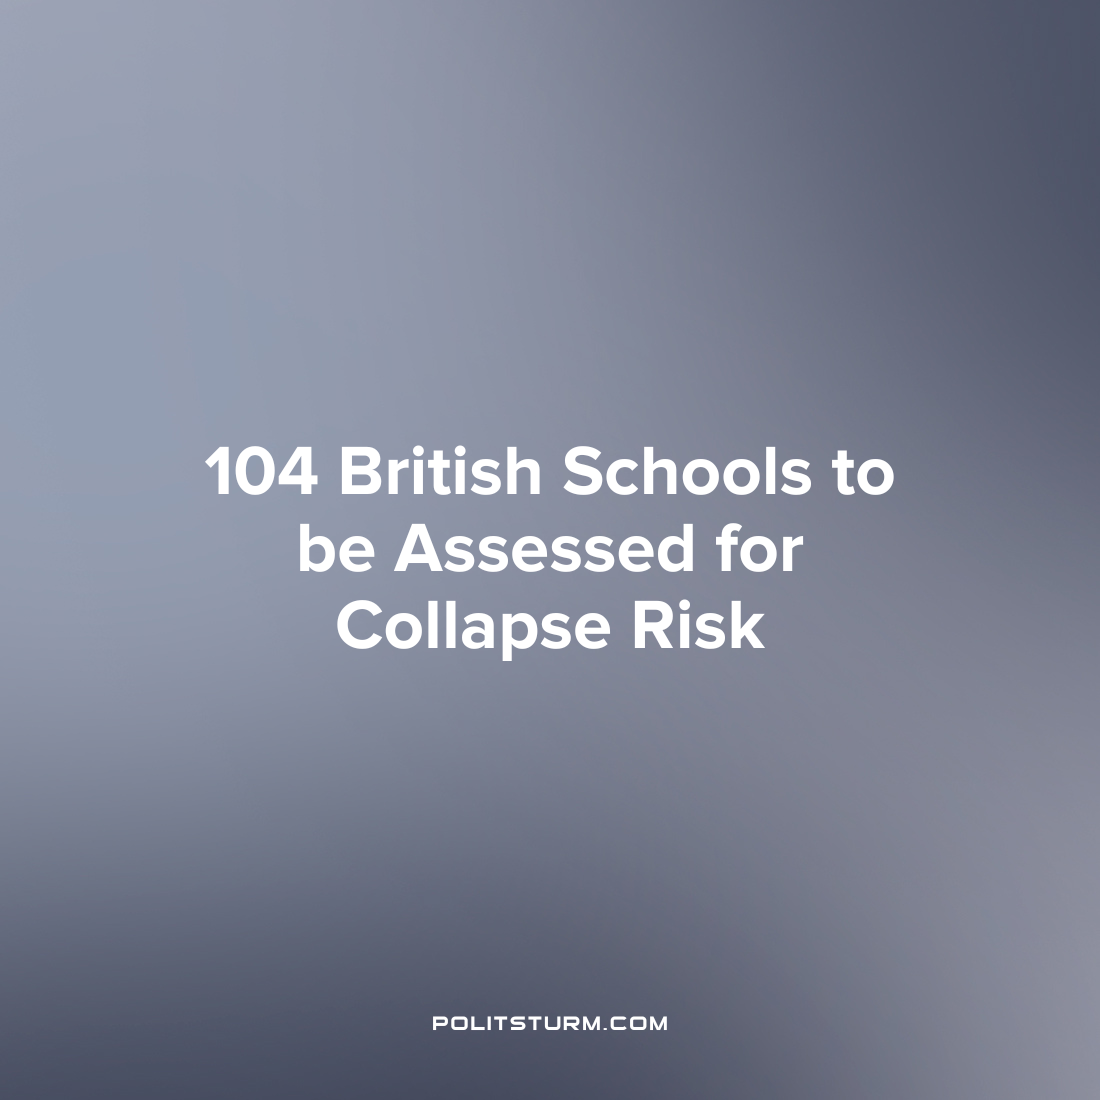 104 British Schools to
be Assessed for
Collapse Risk
POLITSTURM.COM